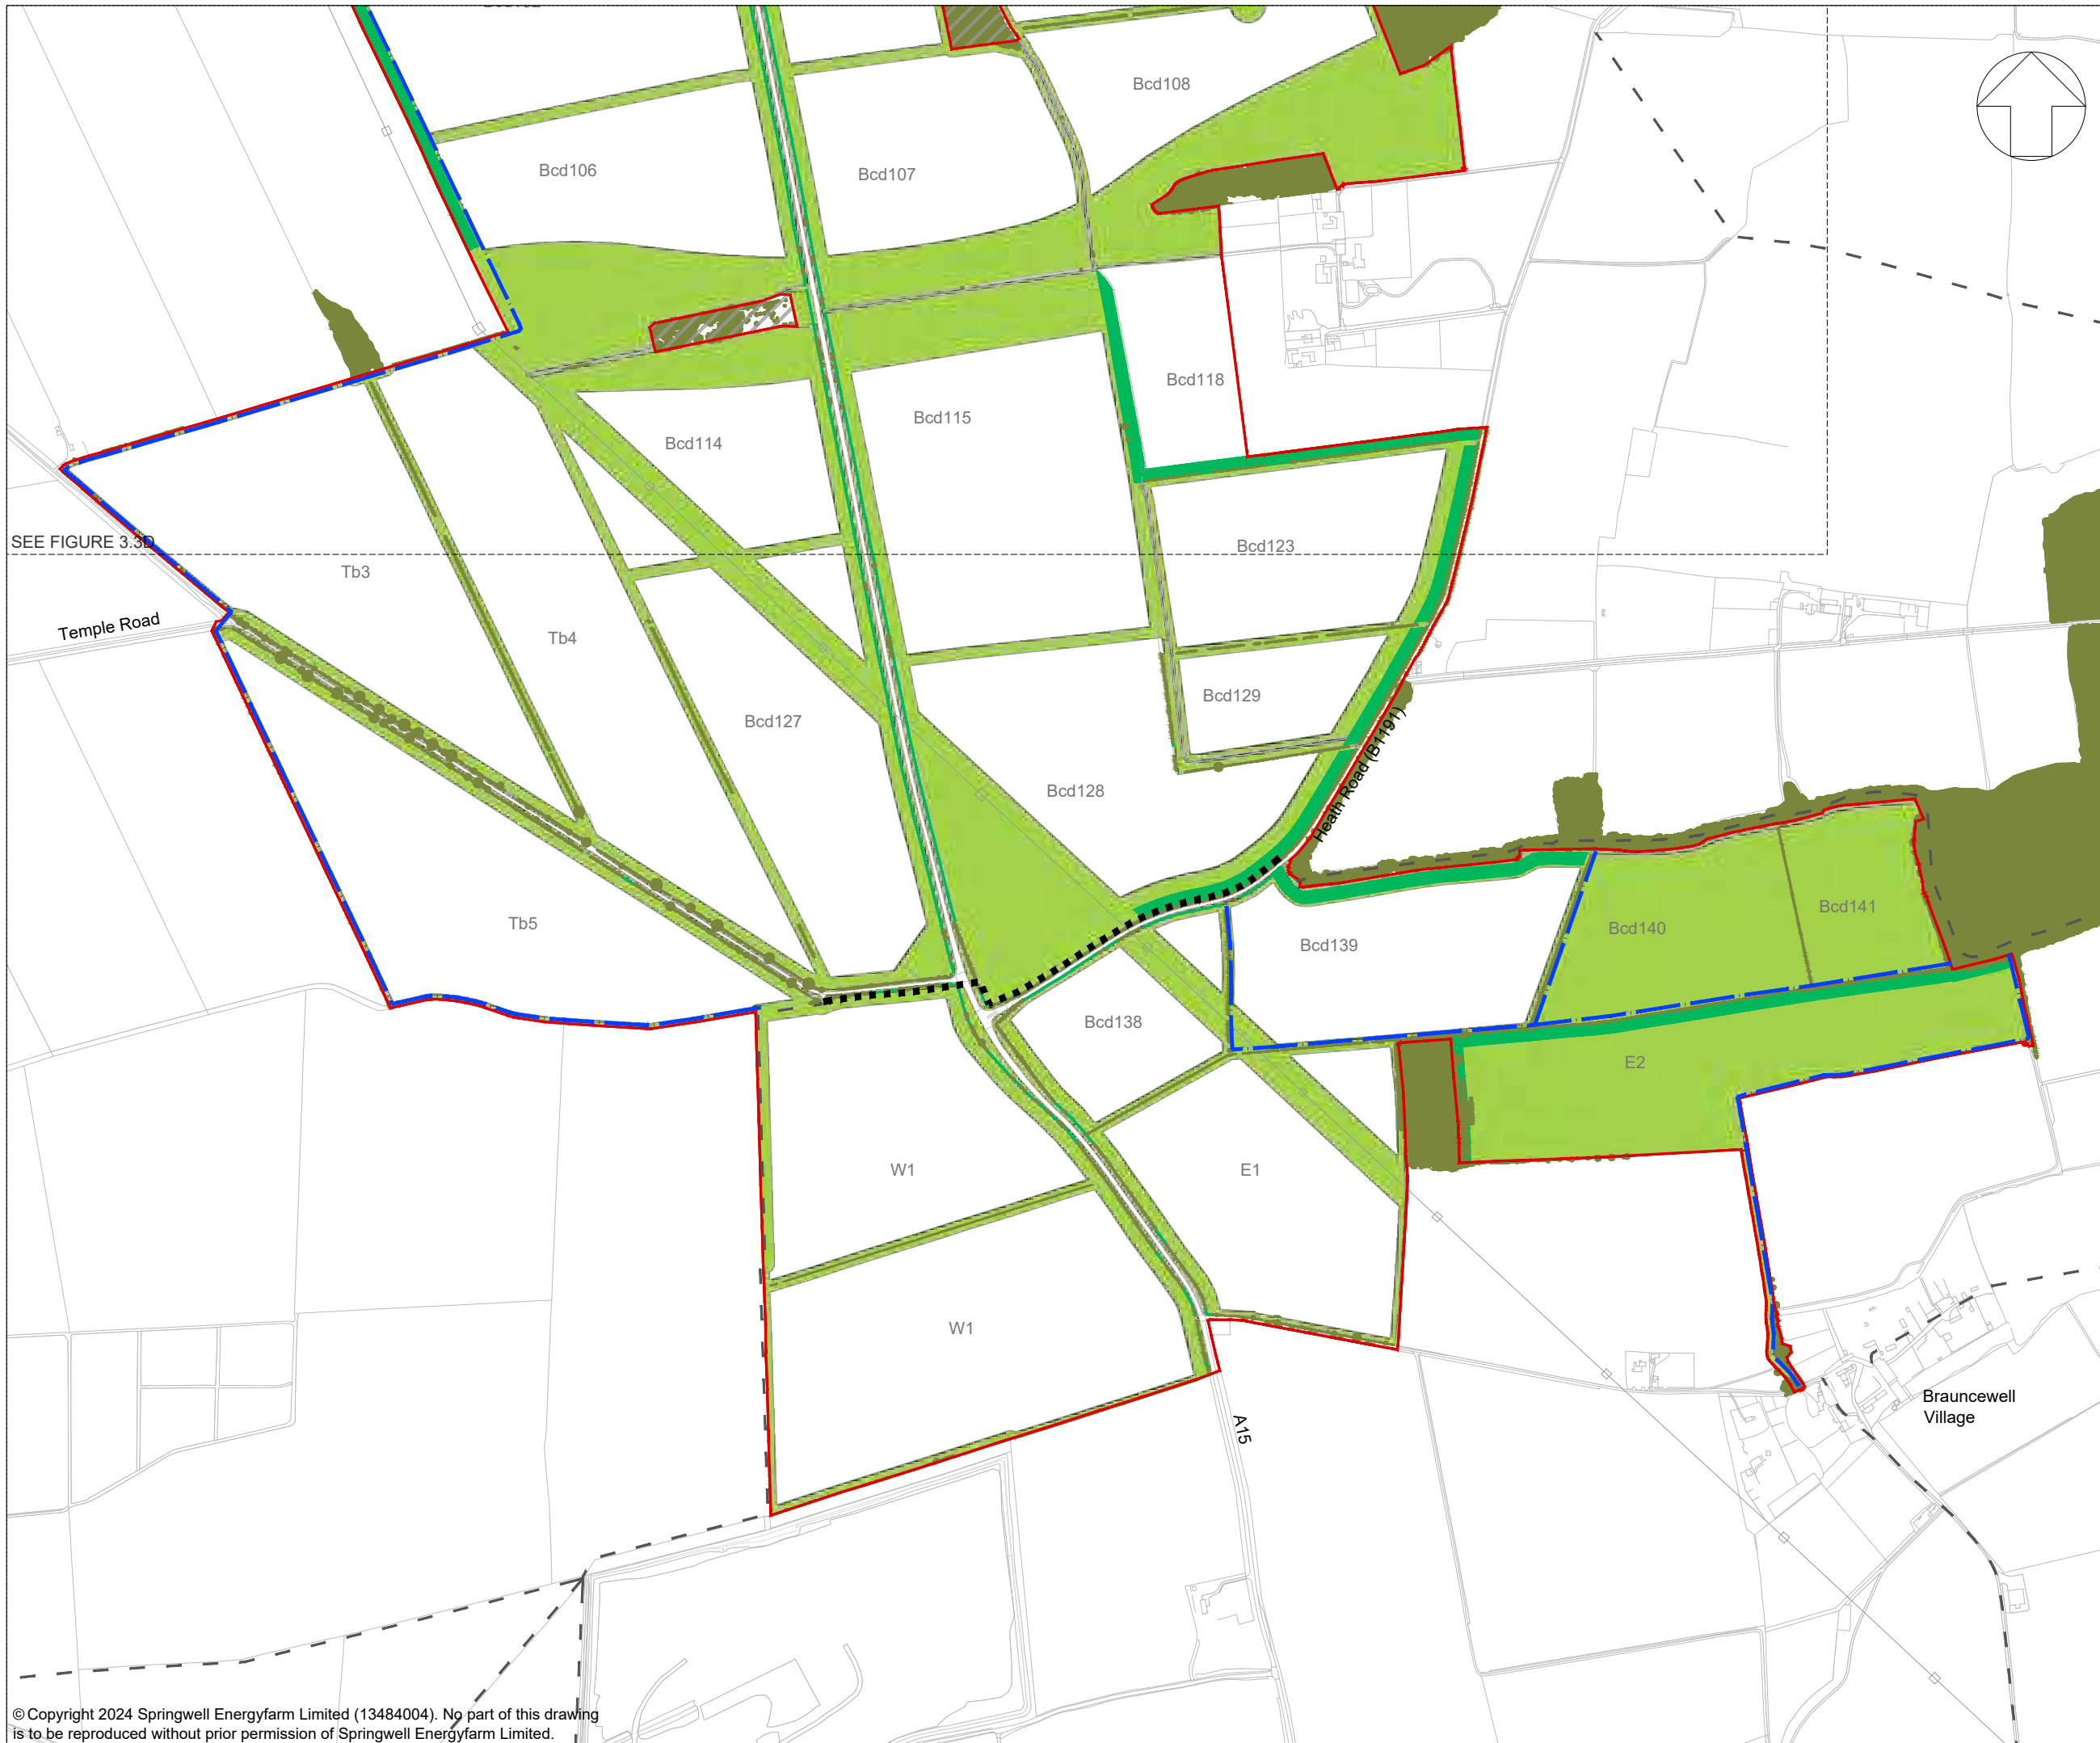 Bcd108
Bcd106
Bcd107
Bcd118
Bcd115
Bcd114
SEE FIGURE 3.3D
Bcd123
Tb3
Temple Road
Tb4
Bcd129
Bcd127
Heath Road (B1191)
Bcd128
Bcd141
Tb5
Bcd140
Bcd139
Bcd138
E2
W1
E1
W1
Brauncewell
Village
A15
© Copyright 2024 Springwell Energyfarm Limited (13484004). No part of this drawing
is to be reproduced without prior permission of Springwell Energyfarm Limited.